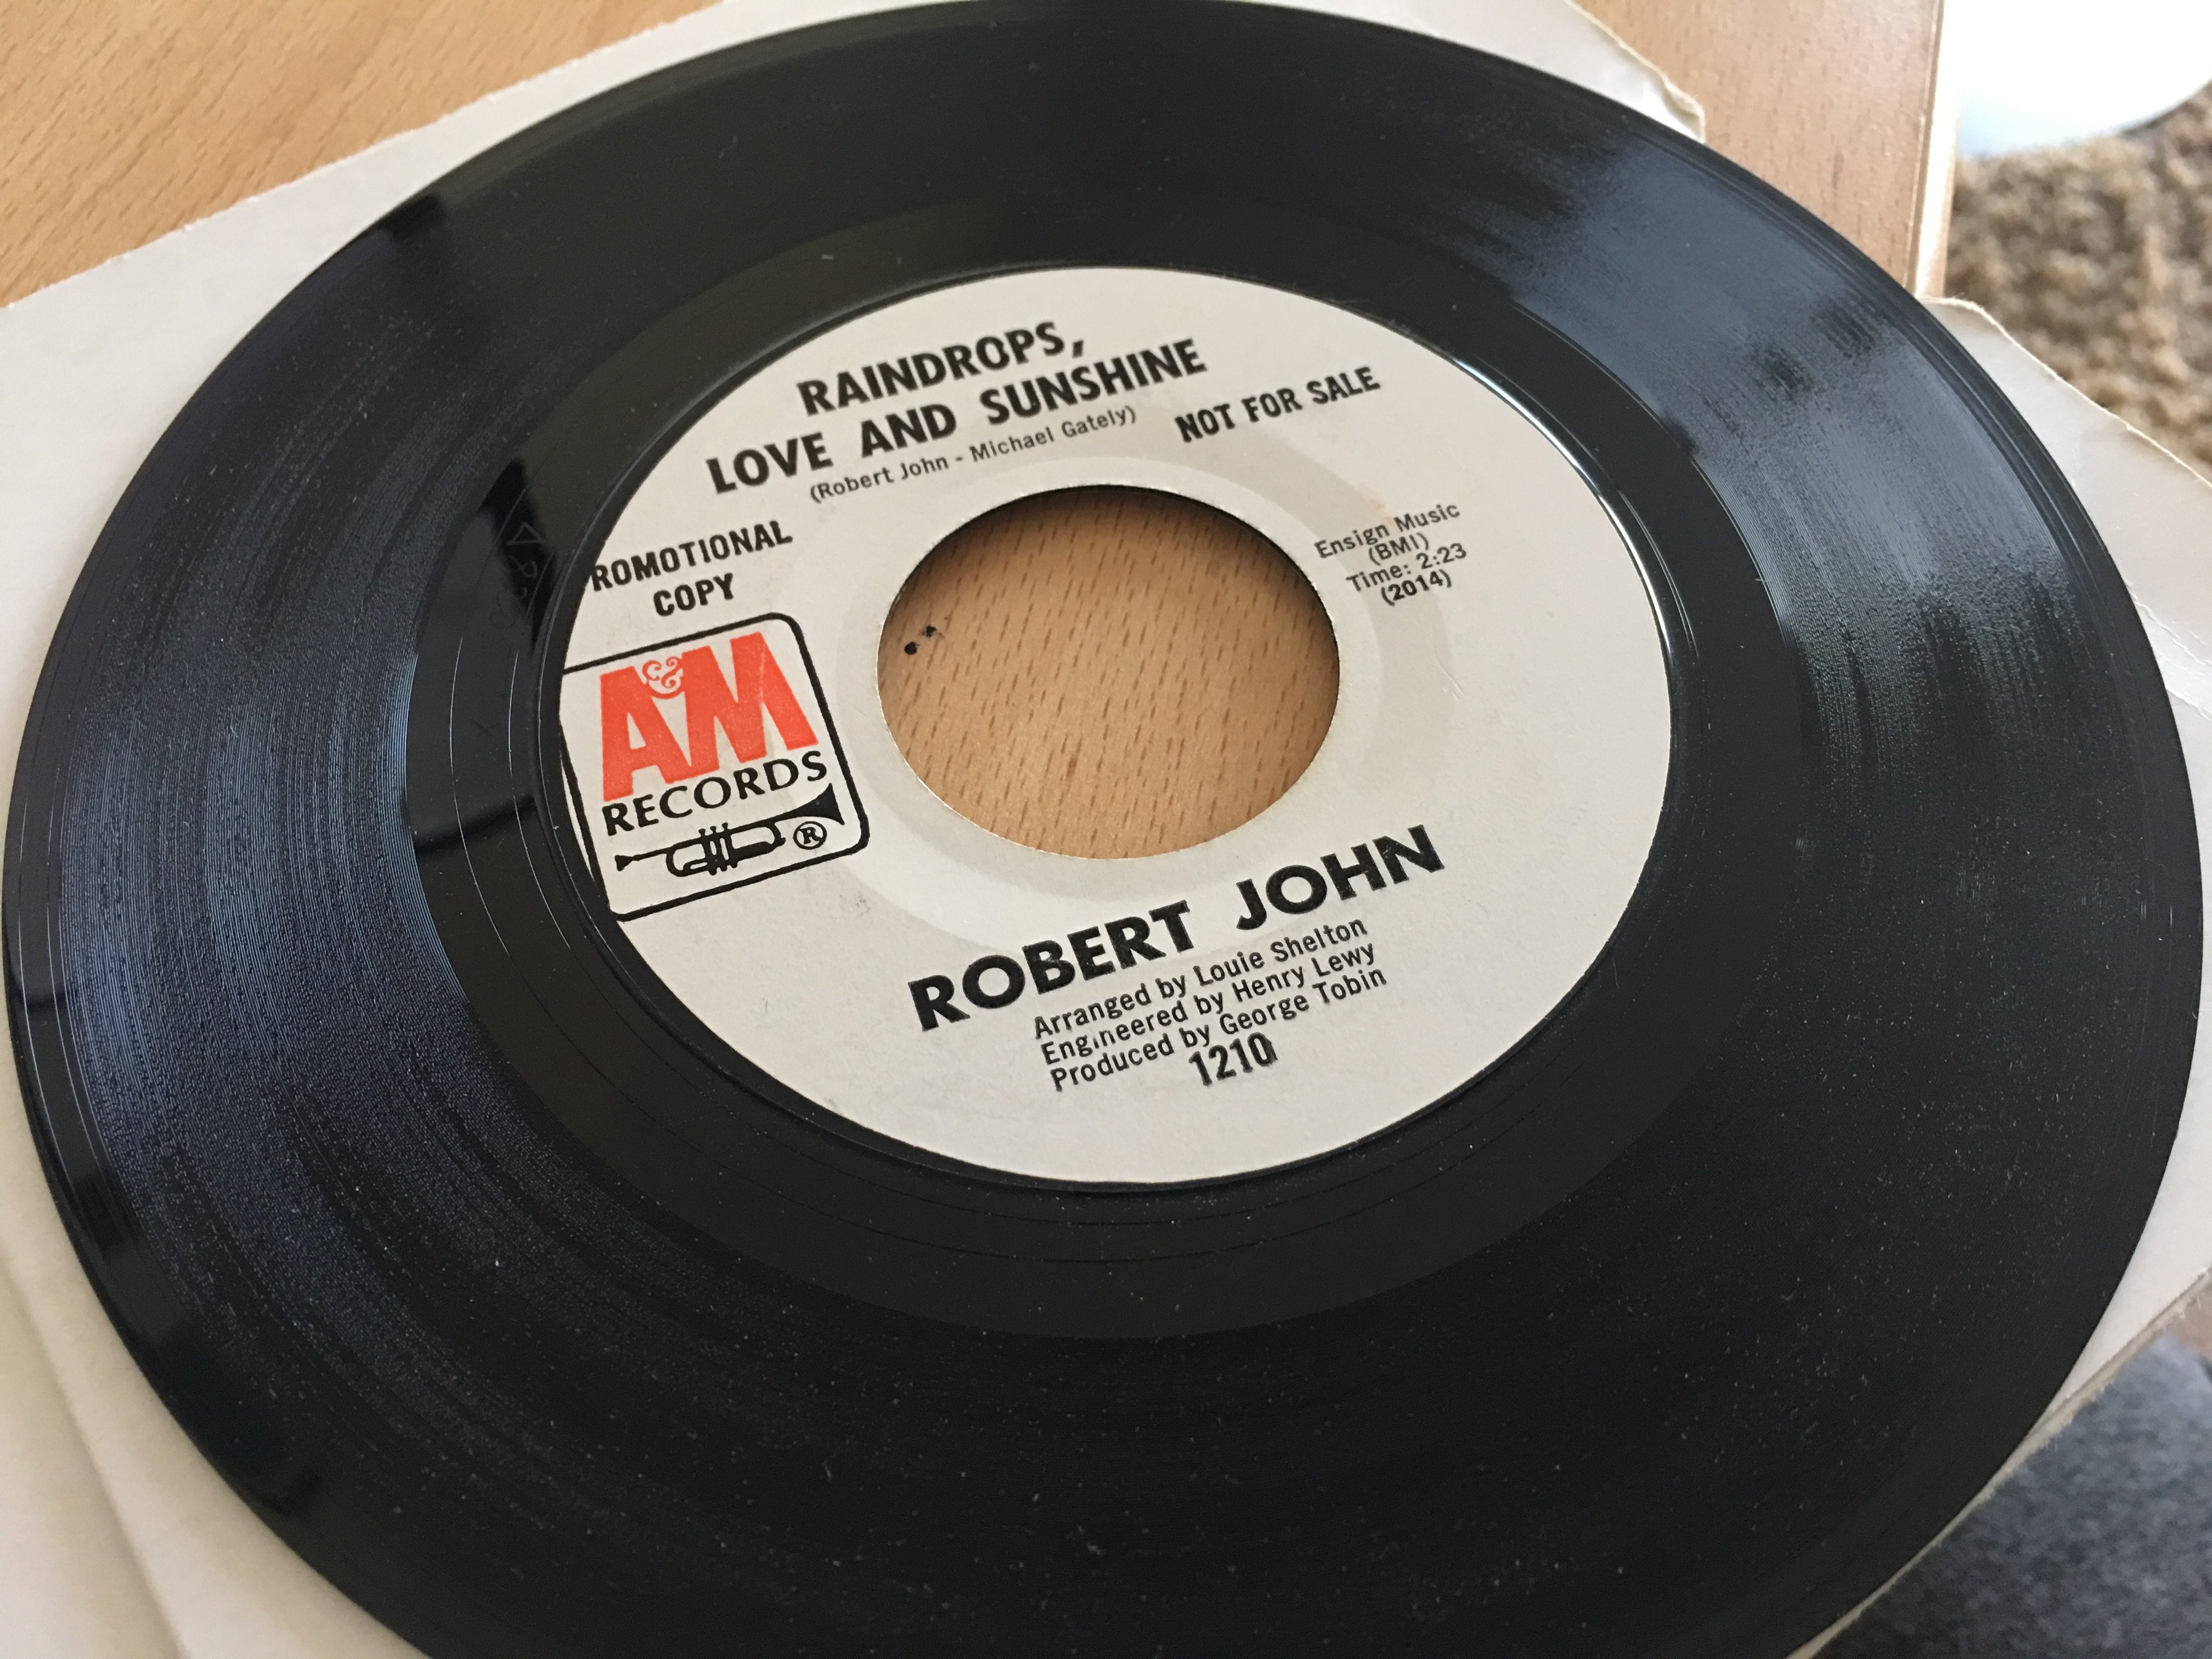 RAINDROPS,
LOVE AND SUNSHINE
(Robert John - Michael Gately)
NOT FOR SALE
ROMOTIONAL
COPY
Ensign Music
(BMI)
Time: 2:23
(2014)
A&M
RECORDS
®
ROBERT JOHN
Arranged by Louie Shelton
Engineered by Henry Lewy
Produced by George Tobin
1210